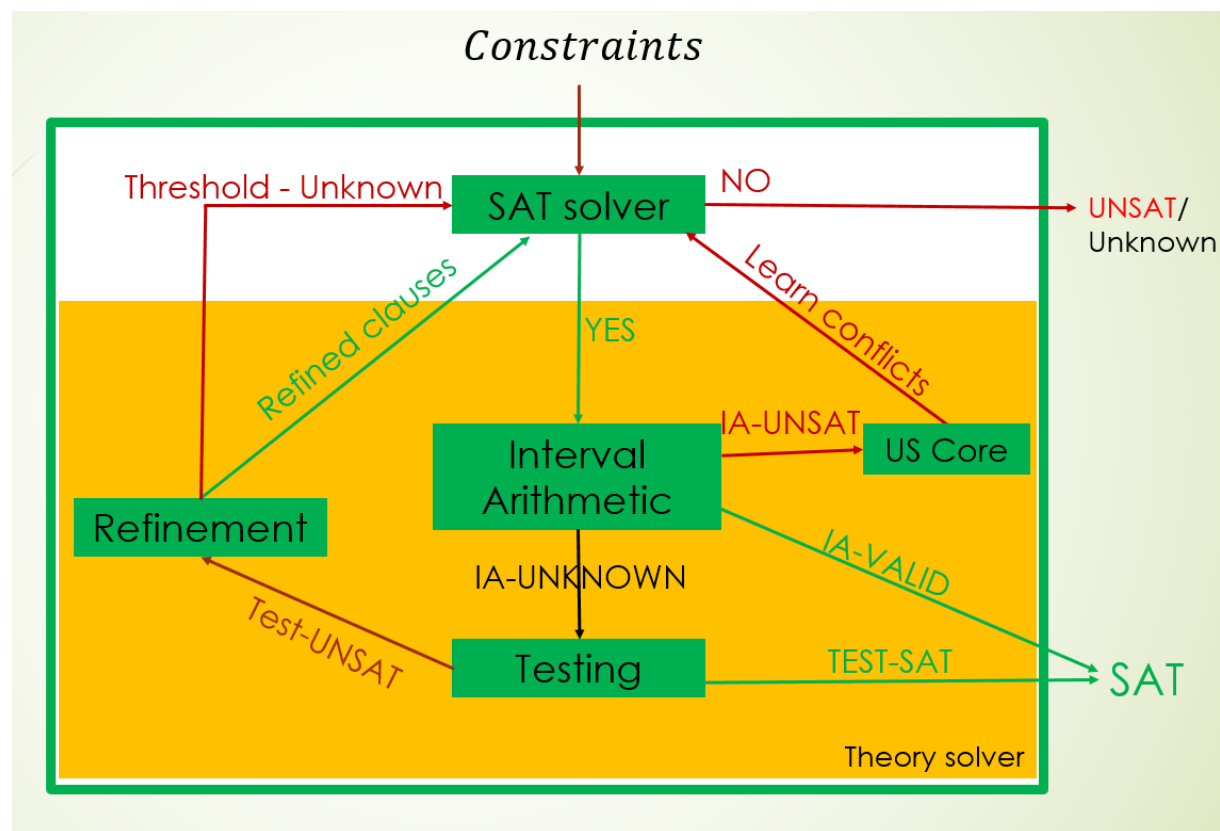 Constraints
Threshold - Unknown
SAT solver
NO
UNSAT/
Unknown
Refined clauses
YES
Learn conflicts
Interval
Arithmetic
IA-UNSAT
US Core
Refinement
IA-UNKNOWN
IA-VALID
Test-UNSAT
Testing
TEST-SAT
SAT
Theory solver